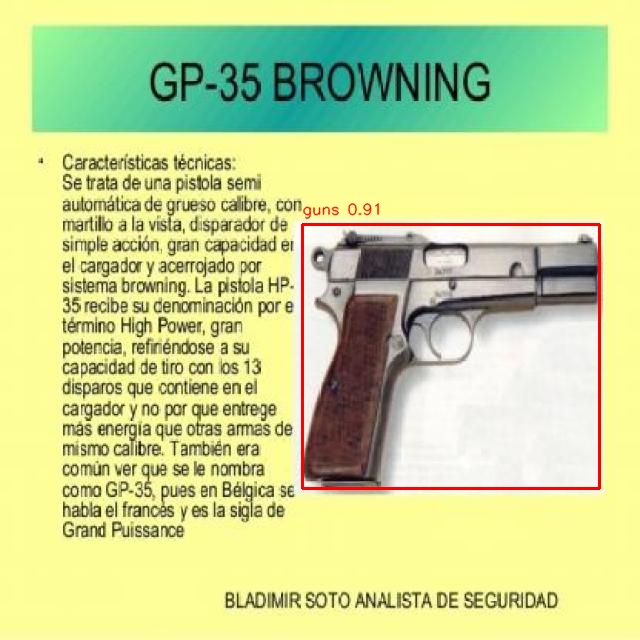 GP-35 BROWNING
Características técnicas:
Se trata de una pistola semi
automática de grueso calibre, con
martillo a la vista, disparador de
simple acción, gran capacidad en
el cargador y acerrojado por
sistema browning. La pistola HP-
35 recibe su denominación por e
término High Power, gran
potencia, refiriéndose a su
capacidad de tiro con los 13
disparos que contiene en el
cargador y no por que entrege
más energía que otras armas de
mismo calibre. También era
común ver que se le nombra
como GP-35, pues en Bélgica se
habla el francés y es la sigla de
Grand Puissance
guns 0.91
BLADIMIR SOTO ANALISTA DE SEGURIDAD